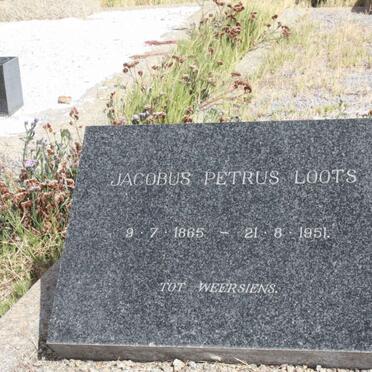 JACOBUS PETRUS LOOTS
9 · 7 · 1865 - 21 · 8 · 1951.
TOT WEERSIENS.